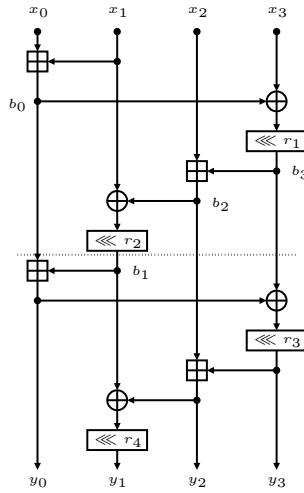 x₀ x₁ x₂ x₃
b₀
⋘ r₁
b₃
b₂
⋘ r₂
b₁
⋘ r₃
⋘ r₄
y₀ y₁ y₂ y₃